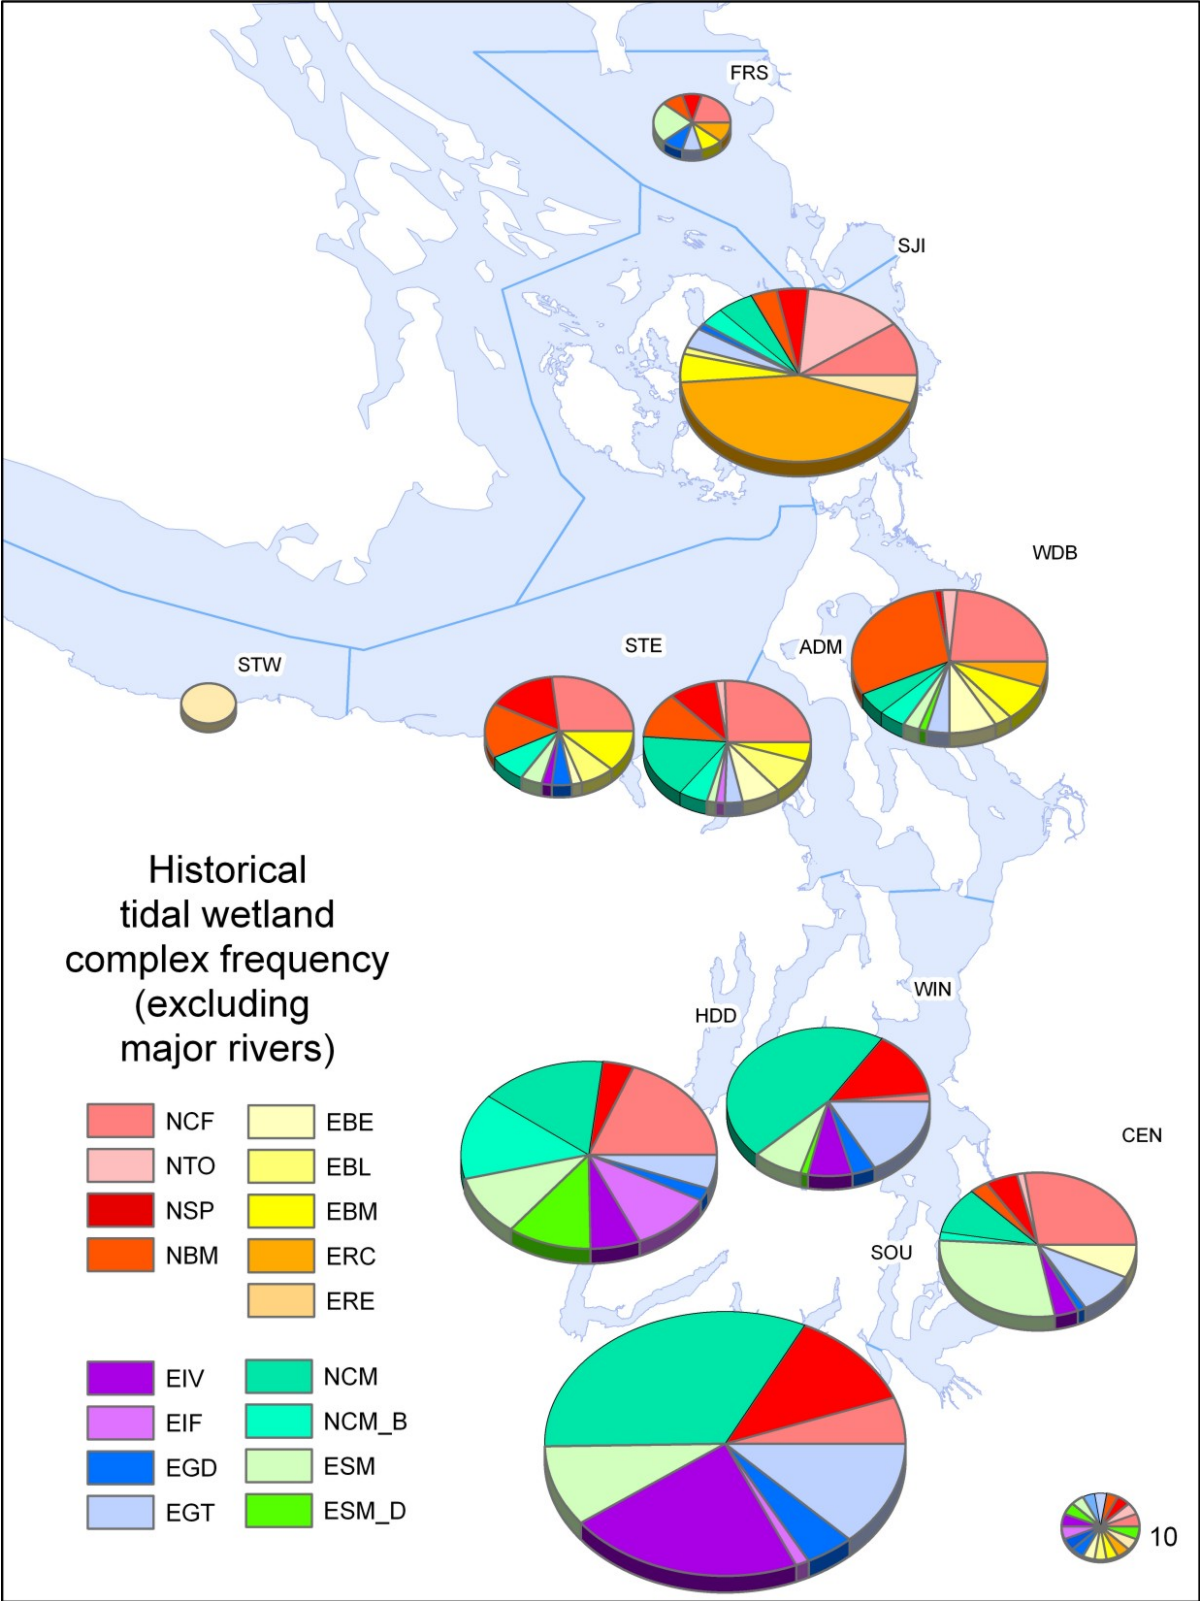 FRS
SJI
WDB
STW
STE
ADM
Historical
tidal wetland
complex frequency
(excluding
major rivers)
HDD
WIN
CEN
SOU
NCF
NTO
NSP
NBM
EBE
EBL
EBM
ERC
ERE
EIV
EIF
EGD
EGT
NCM
NCM_B
ESM
ESM_D
10